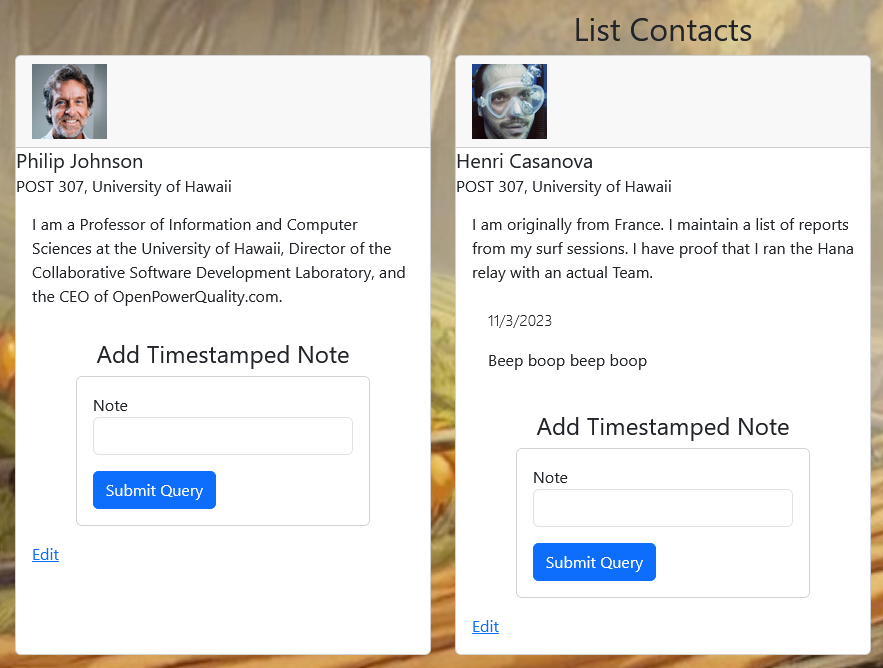 List Contacts
Philip Johnson
POST 307, University of Hawaii
I am a Professor of Information and Computer
Sciences at the University of Hawaii, Director of the
Collaborative Software Development Laboratory, and
the CEO of OpenPowerQuality.com.
Add Timestamped Note
Note
Submit Query
Edit
Henri Casanova
POST 307, University of Hawaii
I am originally from France. I maintain a list of reports
from my surf sessions. I have proof that I ran the Hana
relay with an actual Team.
11/3/2023
Beep boop beep boop
Add Timestamped Note
Note
Submit Query
Edit